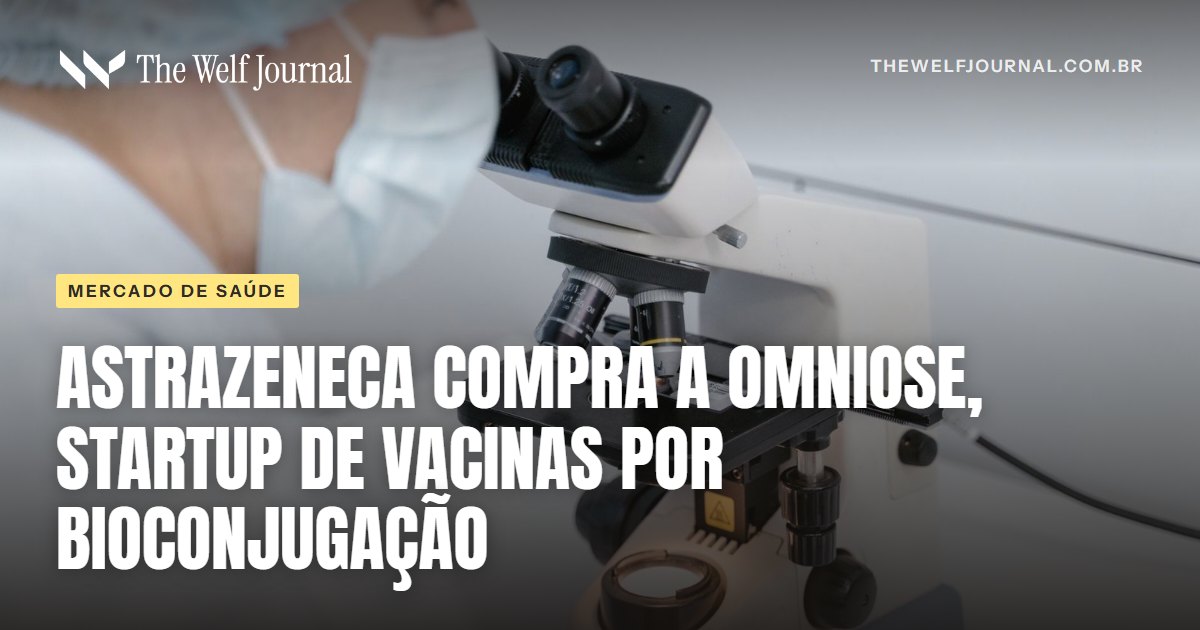 The Welf Journal
THEWELFJOURNAL.COM.BR
MERCADO DE SAÚDE
ASTRAZENECA COMPRA A OMNIOSE,
STARTUP DE VACINAS POR
BIOCONJUGAÇÃO